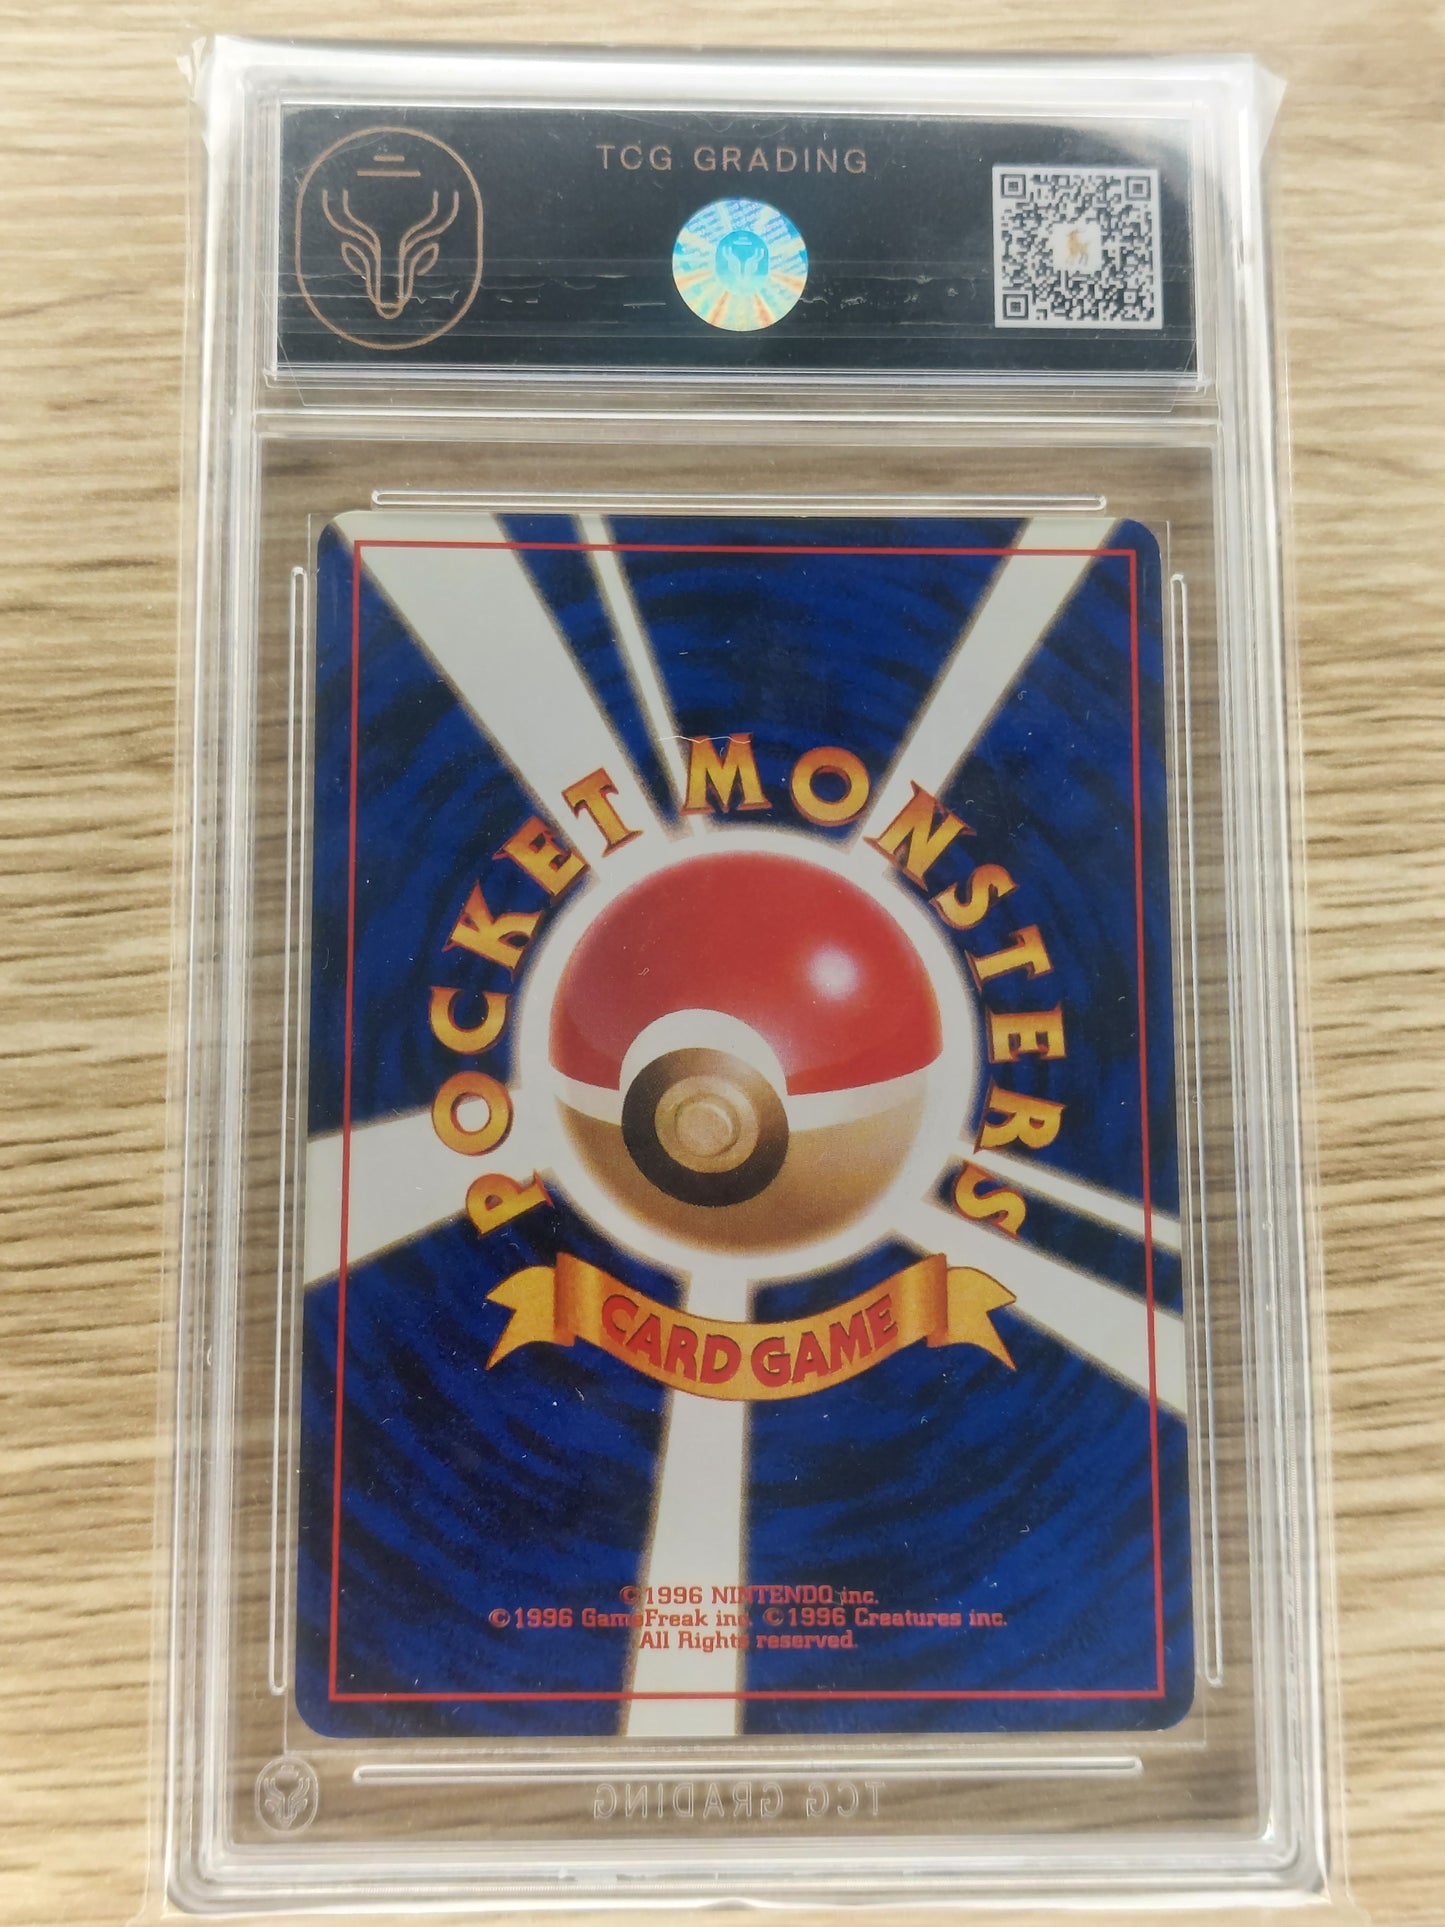 TCG GRADING
POCKET MONSTERS
CARD GAME
©1996 NINTENDO inc.
©1996 GameFreak inc. ©1996 Creatures inc.
All Rights reserved.
TCG GRADING